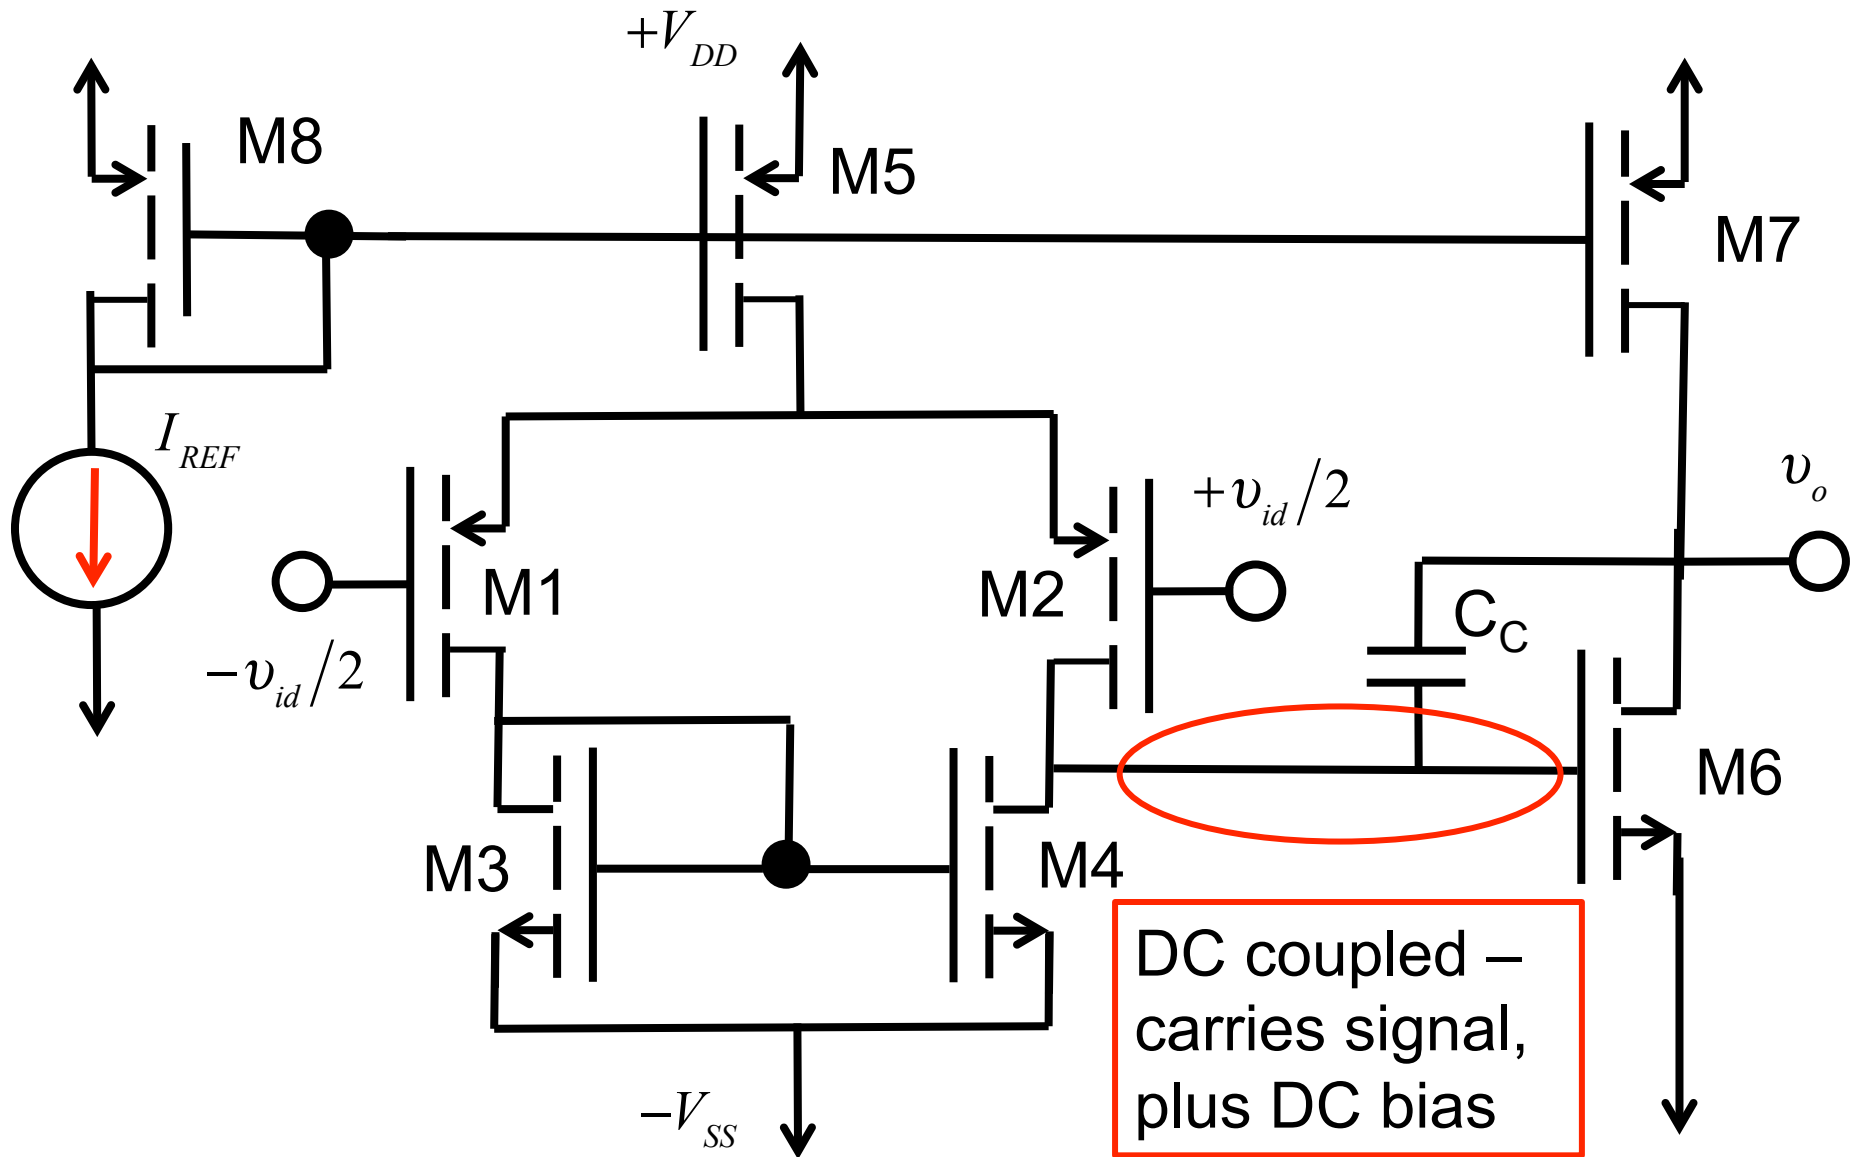 +V_DD
M8
M5
M7
I_REF
+υ_id/2
υ_o
M1
M2
C_C
−υ_id/2
M6
M3
M4
DC coupled –
carries signal,
plus DC bias
−V_SS